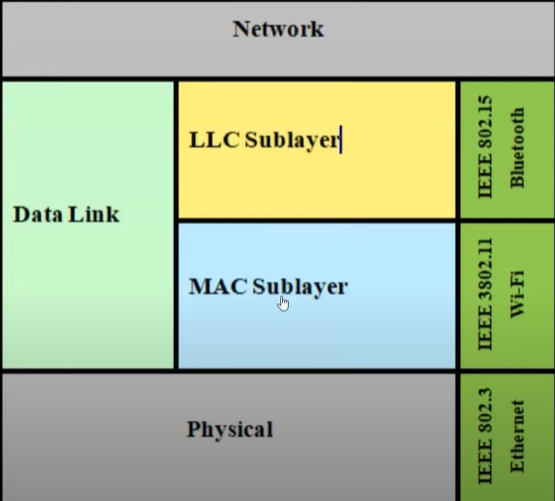 Network
Data Link
LLC Sublayer
MAC Sublayer
Physical
IEEE 802.15
Bluetooth
IEEE 3802.11
Wi-Fi
IEEE 802.3
Ethernet